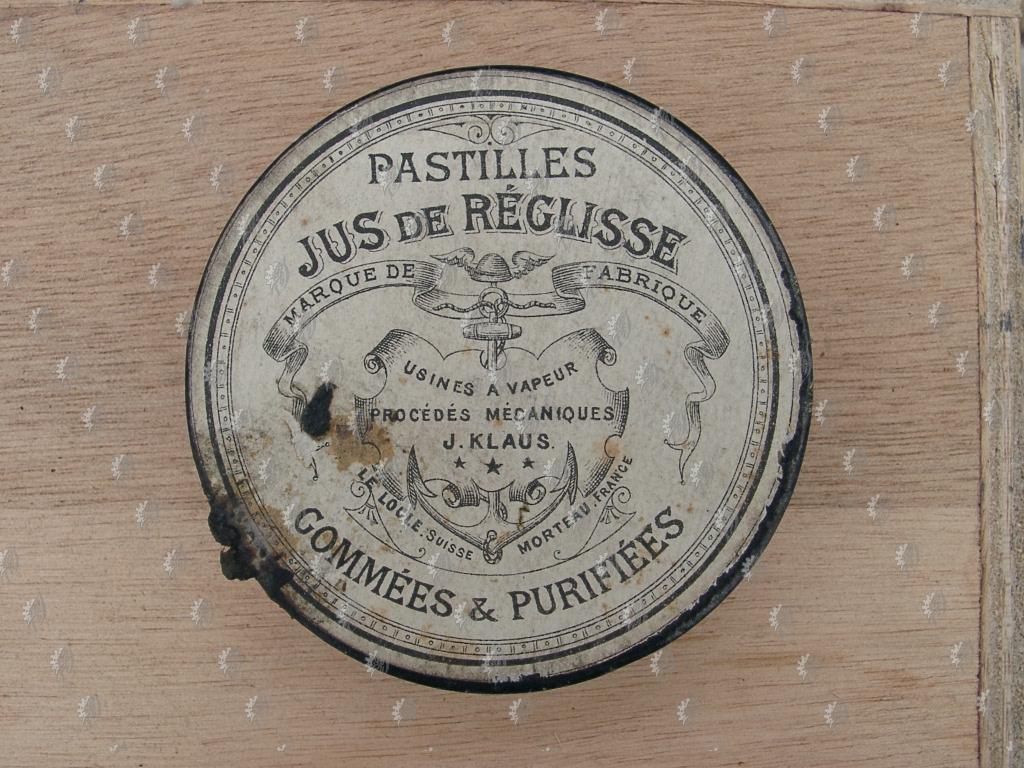 PASTILLES
JUS DE RÉGLISSE
MARQUE DE FABRIQUE
USINES A VAPEUR
PROCÉDÉS MÉCANIQUES
J. KLAUS.
LE LOCLE. SUISSE MORTEAU. FRANCE
GOMMÉES & PURIFIÉES